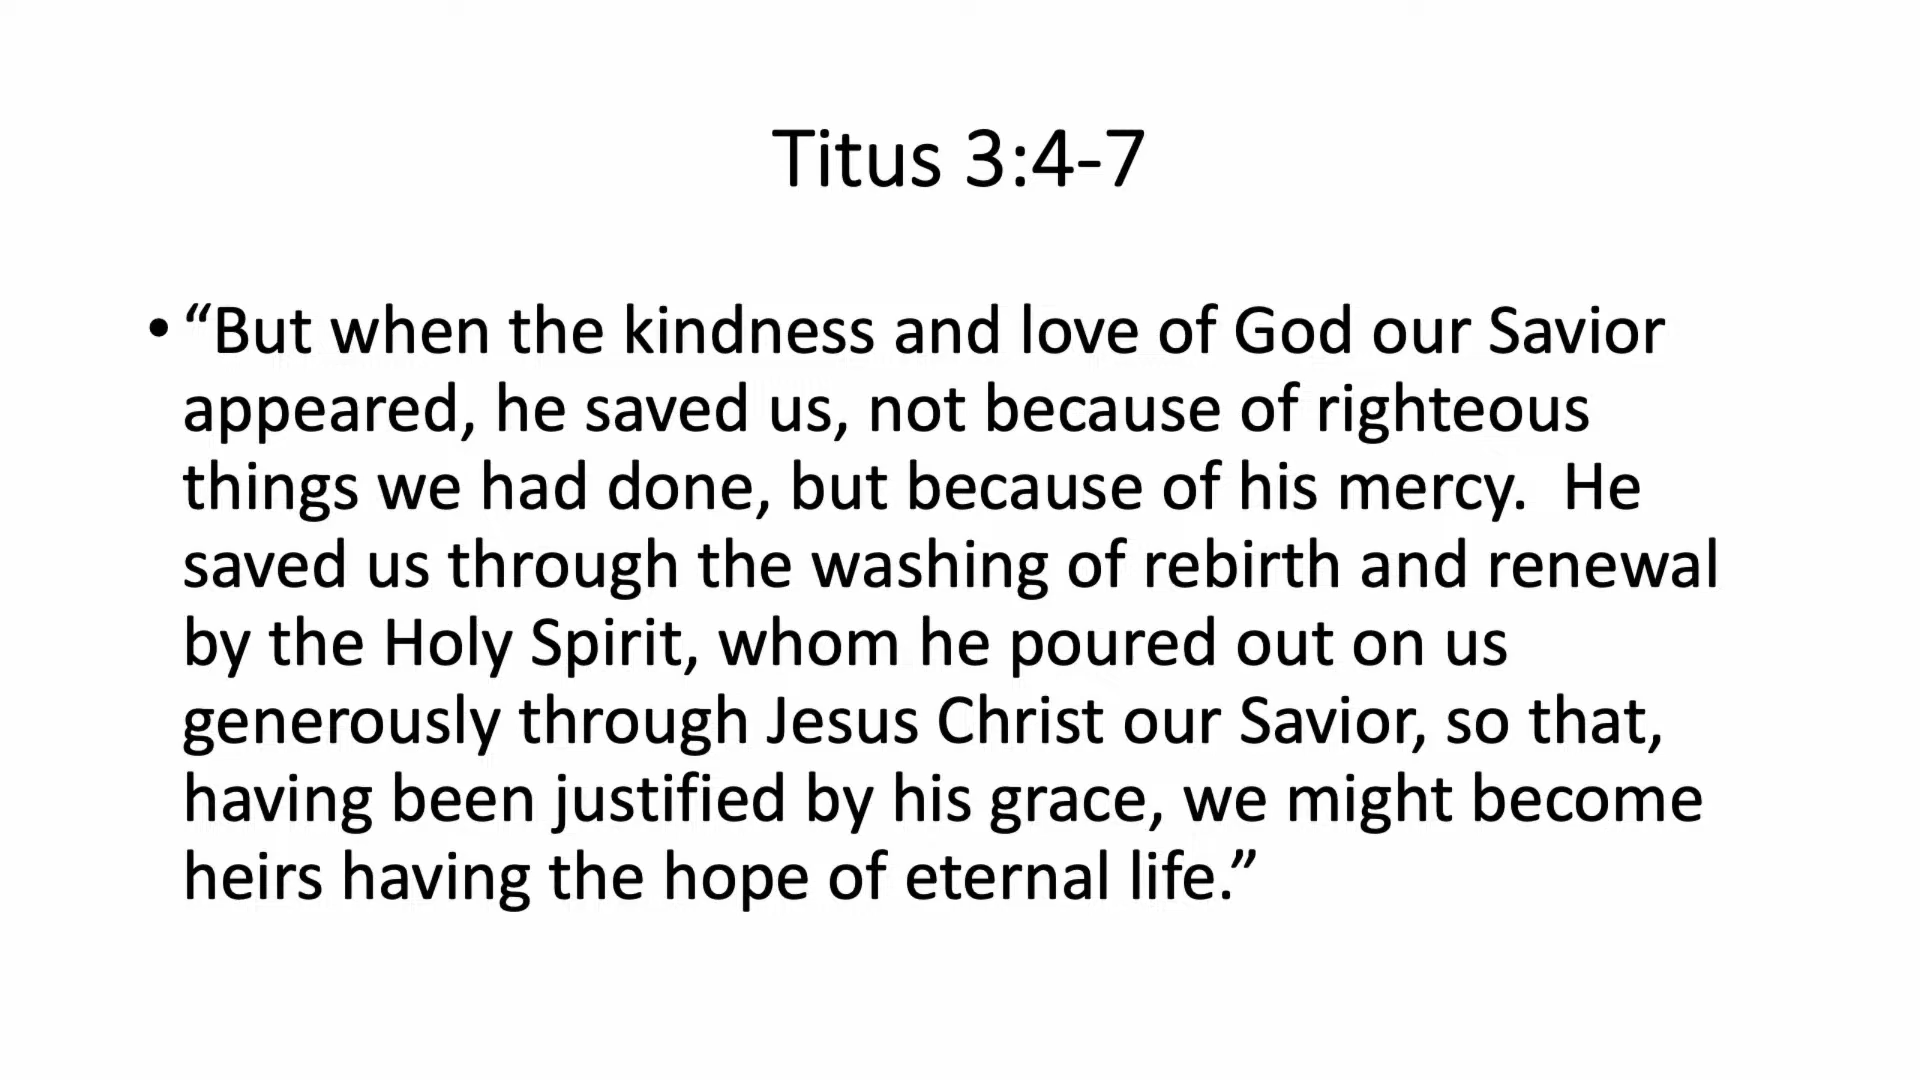 Titus 3:4-7
• “But when the kindness and love of God our Savior
appeared, he saved us, not because of righteous
things we had done, but because of his mercy.  He
saved us through the washing of rebirth and renewal
by the Holy Spirit, whom he poured out on us
generously through Jesus Christ our Savior, so that,
having been justified by his grace, we might become
heirs having the hope of eternal life.”